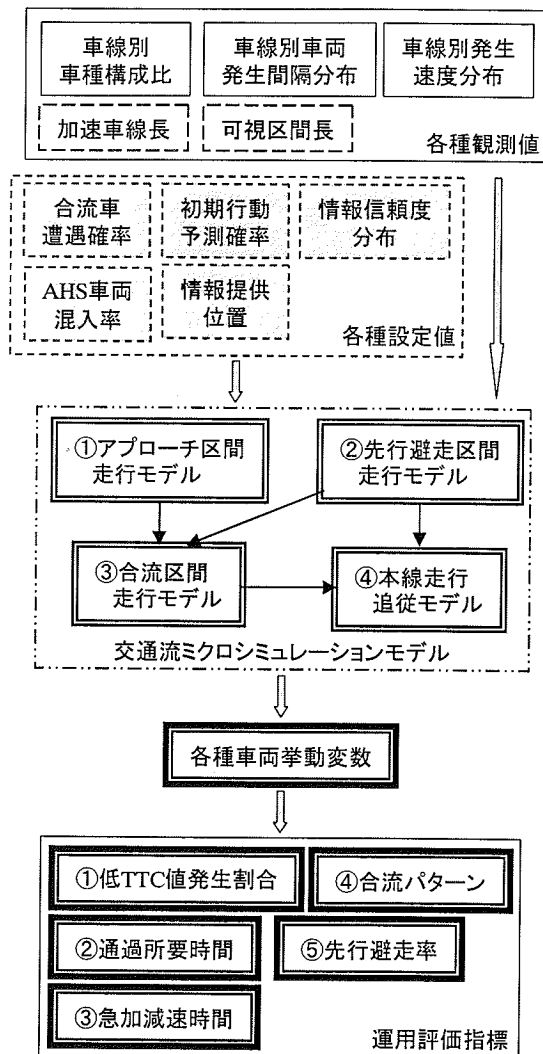 車線別
車種構成比
車線別車両
発生間隔分布
車線別発生
速度分布
加速車線長
可視区間長
各種観測値
合流車
遭遇確率
初期行動
予測確率
情報信頼度
分布
AHS車両
混入率
情報提供
位置
各種設定値
①アプローチ区間
走行モデル
②先行避走区間
走行モデル
③合流区間
走行モデル
④本線走行
追従モデル
交通流ミクロシミュレーションモデル
各種車両挙動変数
①低TTC値発生割合
④合流パターン
②通過所要時間
⑤先行避走率
③急加減速時間
運用評価指標